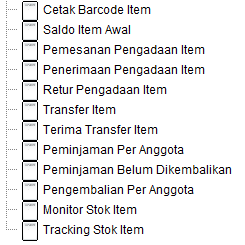 Cetak Barcode Item
Saldo Item Awal
Pemesanan Pengadaan Item
Penerimaan Pengadaan Item
Retur Pengadaan Item
Transfer Item
Terima Transfer Item
Peminjaman Per Anggota
Peminjaman Belum Dikembalikan
Pengembalian Per Anggota
Monitor Stok Item
Tracking Stok Item